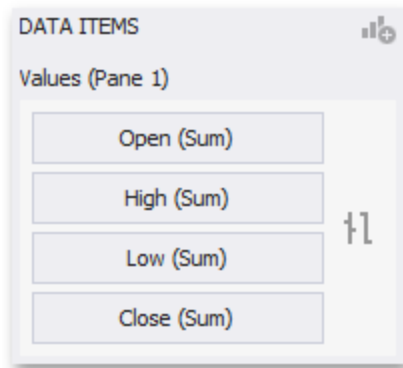 DATA ITEMS
Values (Pane 1)
Open (Sum)
High (Sum)
Low (Sum)
Close (Sum)